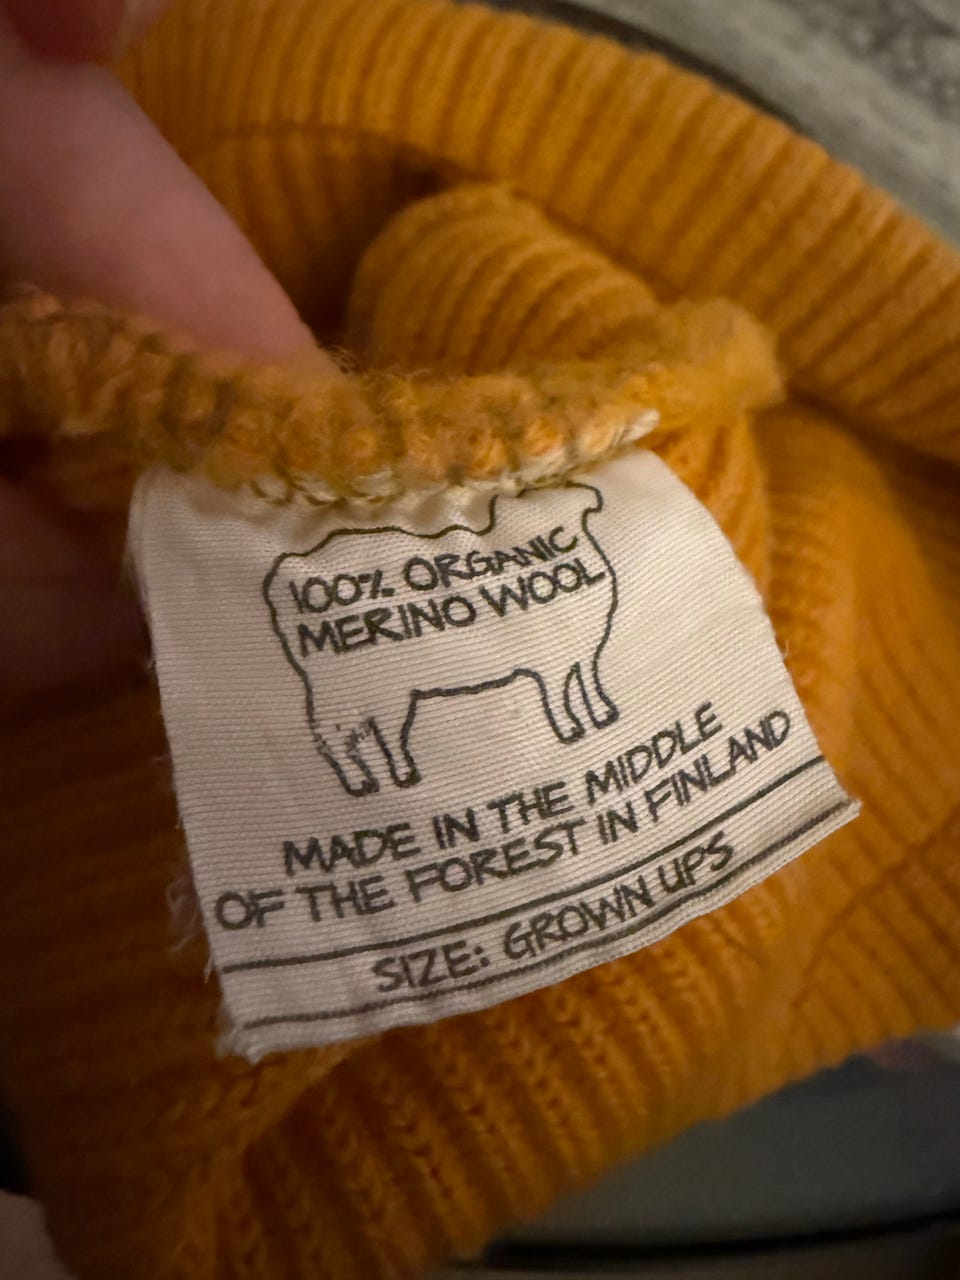 100% ORGANIC
MERINO WOOL
MADE IN THE MIDDLE
OF THE FOREST IN FINLAND
SIZE: GROWN UPS